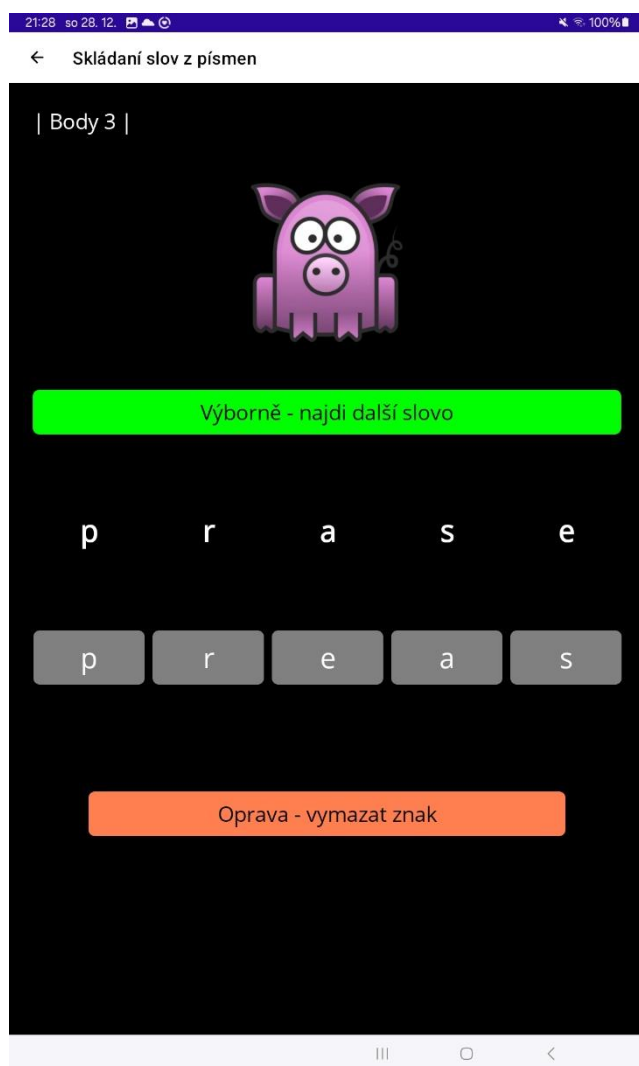 21:28 so 28. 12. 100%
Skládaní slov z písmen
| Body 3 |
Výborně - najdi další slovo
p r a s e
p r e a s
Oprava - vymazat znak